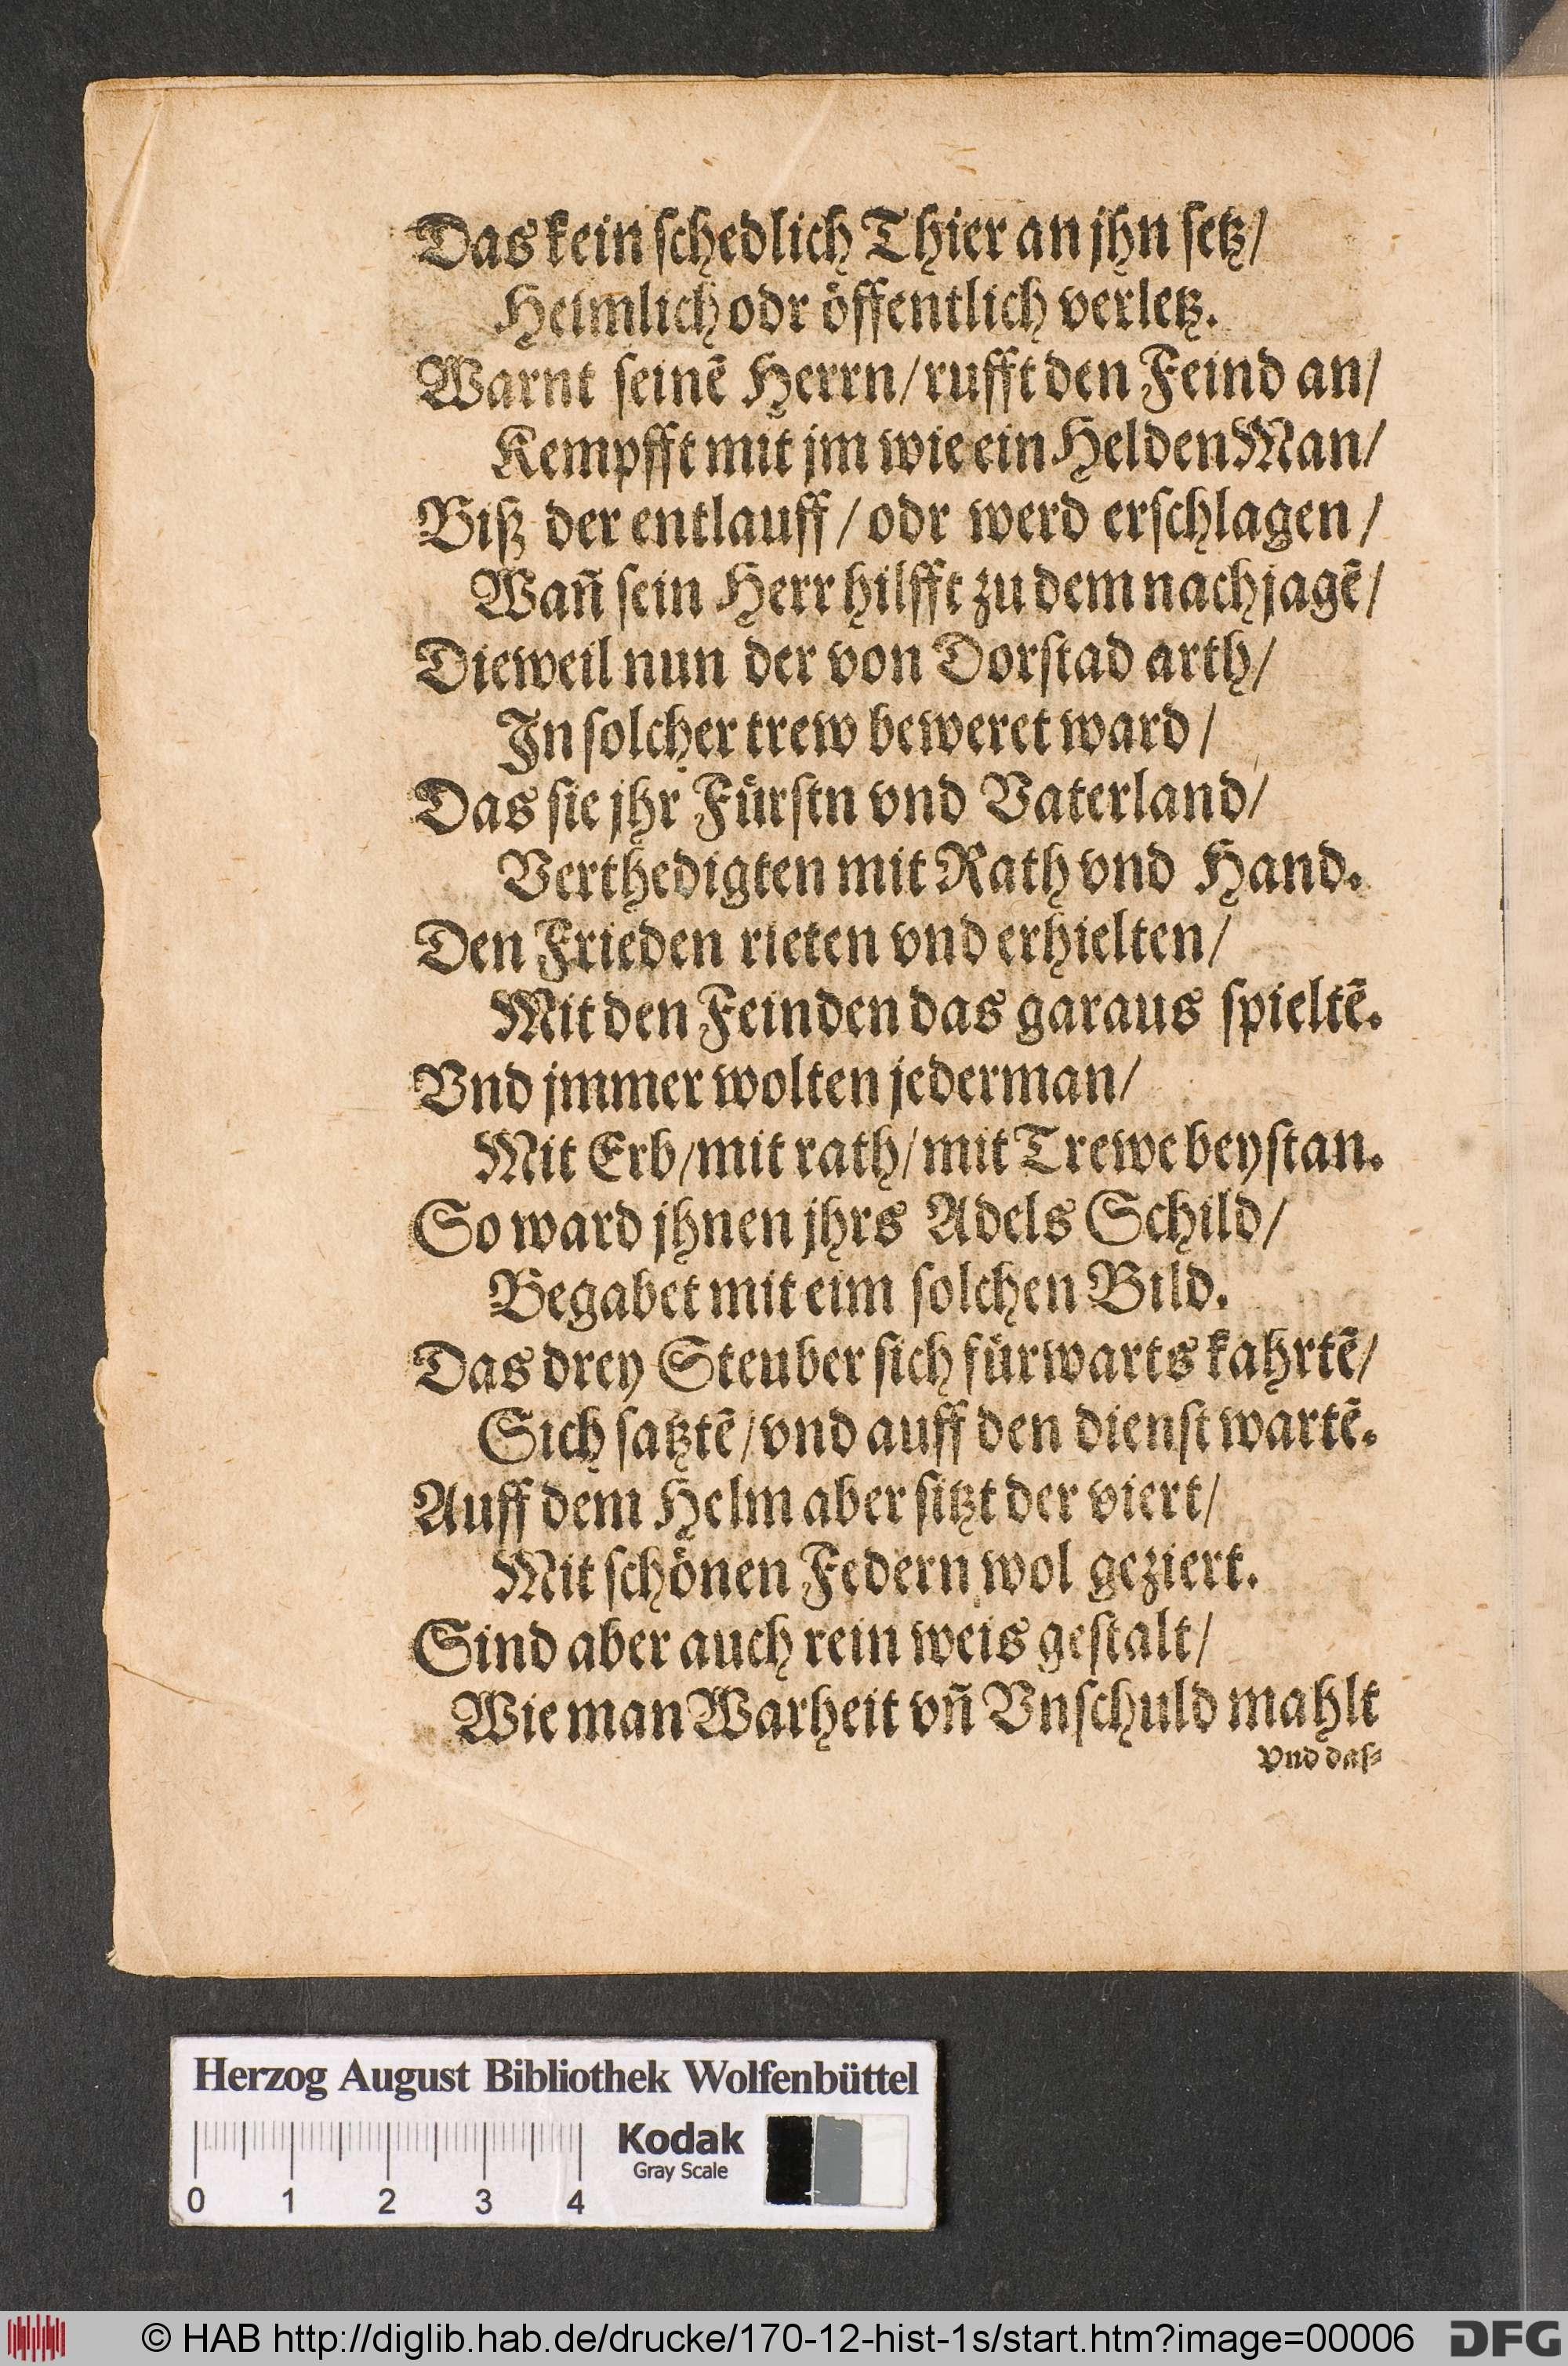 Das kein schedlich Thier an jhn setz/
Heimlich odr öffentlich verletz.
Warnt seinẽ Herrn/ rufft den Feind an/
Kempfft mit jm wie ein Helden Man/
Biß der entlauff/ odr werd erschlagen/
Wañ sein Herr hilfft zu dem nachjagẽ/
Dieweil nun der von Dorstad arth/
In solcher trew beweret ward/
Das sie jhr Fürstn vnd Vaterland/
Verthedigten mit Rath vnd Hand.
Den Frieden rieten vnd erhielten/
Mit den Feinden das garaus spieltẽ.
Vnd jmmer wolten jederman/
Mit Erb/ mit rath/ mit Trewe beystan.
So ward jhnen jhrs Adels Schild/
Begabet mit eim solchen Bild.
Das drey Steuber sich fürwarts kahrtẽ/
Sich satztẽ/ vnd auff den dienst wartẽ.
Auff dem Helm aber sitzt der viert/
Mit schönen Federn wol geziert.
Sind aber auch rein weis gestalt/
Wie man Warheit vñ Vnschuld mahlt
Vnd das-
Herzog August Bibliothek Wolfenbüttel
Kodak
Gray Scale
0 1 2 3 4
© HAB http://diglib.hab.de/drucke/170-12-hist-1s/start.htm?image=00006
DFG